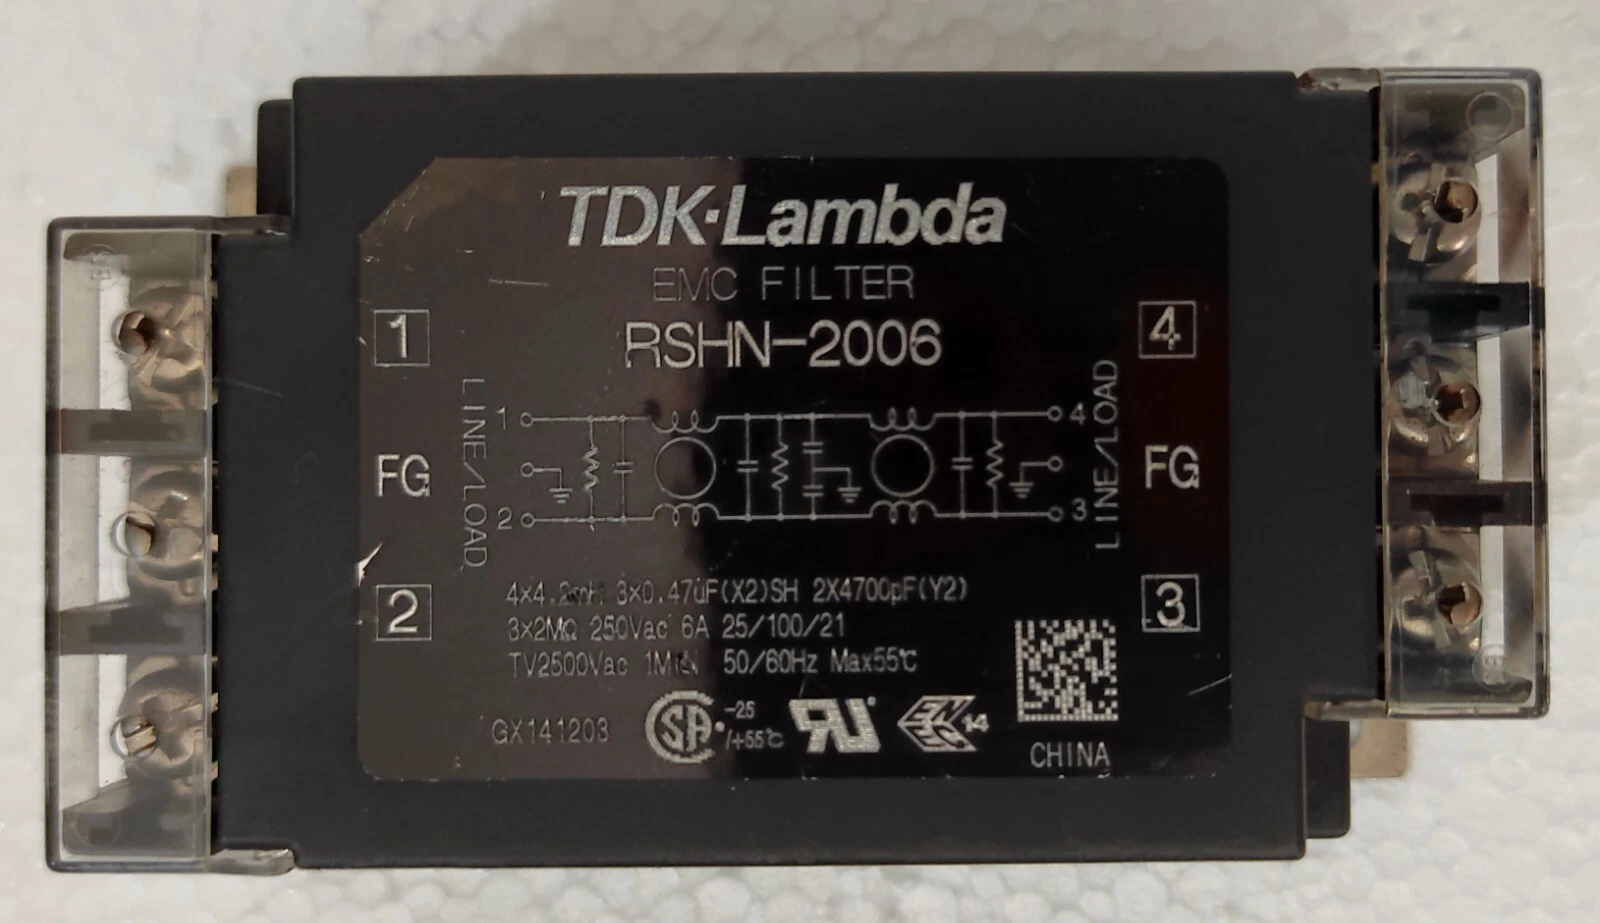 TDK·Lambda
EMC FILTER
RSHN-2006
1
4
LINE/LOAD
1
4
LINE/LOAD
FG
FG
2
3
4×4.2mH 3×0.47uF(X2)SH 2X4700pF(Y2)
2
3
3×2MΩ 250Vac 6A 25/100/21
TV2500Vac 1MIN 50/60Hz Max55℃
GX141203
SA
-25
/+55℃
RU
14
CHINA